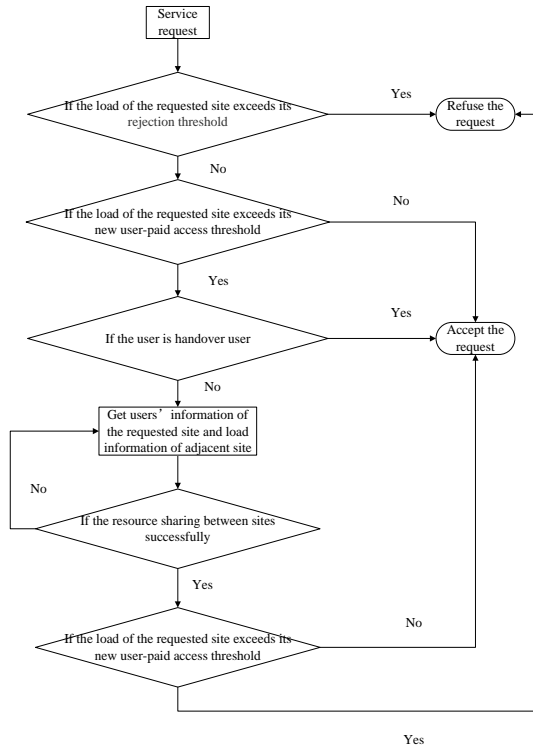 Service
request
If the load of the requested site exceeds its
rejection threshold
Yes
Refuse the
request
No
If the load of the requested site exceeds its
new user-paid access threshold
No
Yes
If the user is handover user
Yes
Accept the
request
No
Get users’ information of
the requested site and load
information of adjacent site
No
If the resource sharing between sites
successfully
Yes
If the load of the requested site exceeds its
new user-paid access threshold
No
Yes